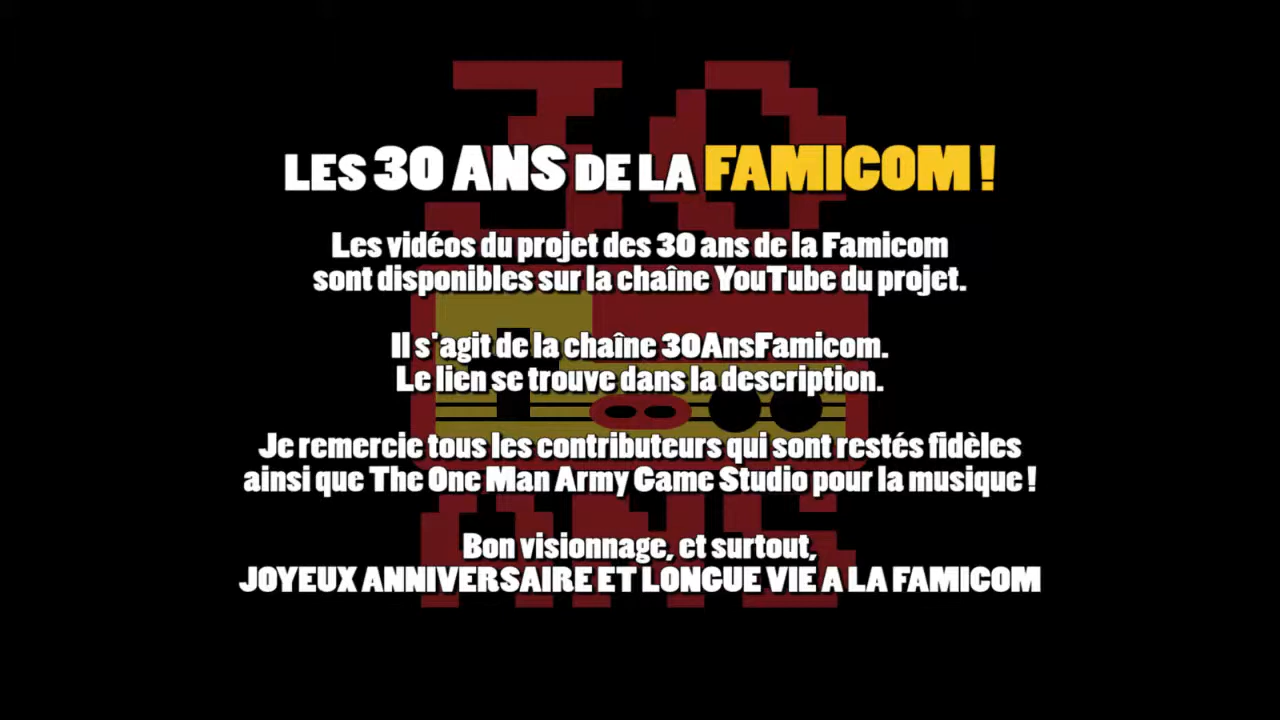 30
LES 30 ANS DE LA FAMICOM !
Les vidéos du projet des 30 ans de la Famicom
sont disponibles sur la chaîne YouTube du projet.
Il s'agit de la chaîne 30AnsFamicom.
Le lien se trouve dans la description.
Je remercie tous les contributeurs qui sont restés fidèles
ainsi que The One Man Army Game Studio pour la musique !
Bon visionnage, et surtout,
JOYEUX ANNIVERSAIRE ET LONGUE VIE A LA FAMICOM
ANS